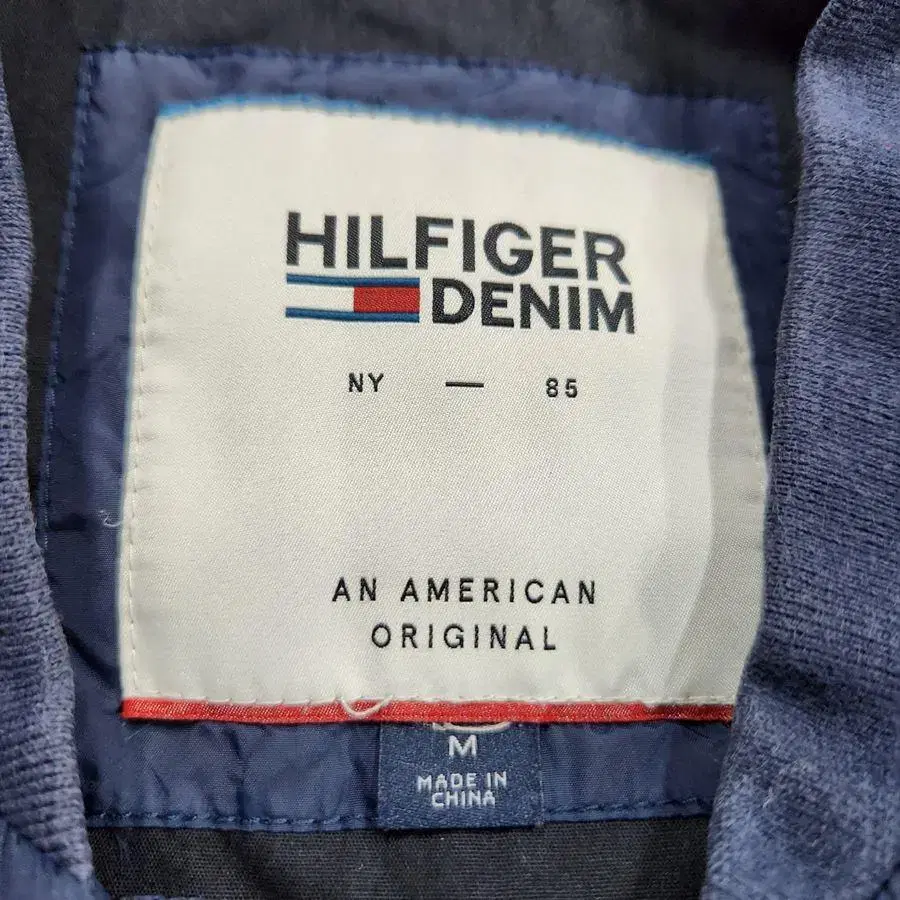 HILFIGER
DENIM
NY — 85
AN AMERICAN
ORIGINAL
M
MADE IN
CHINA